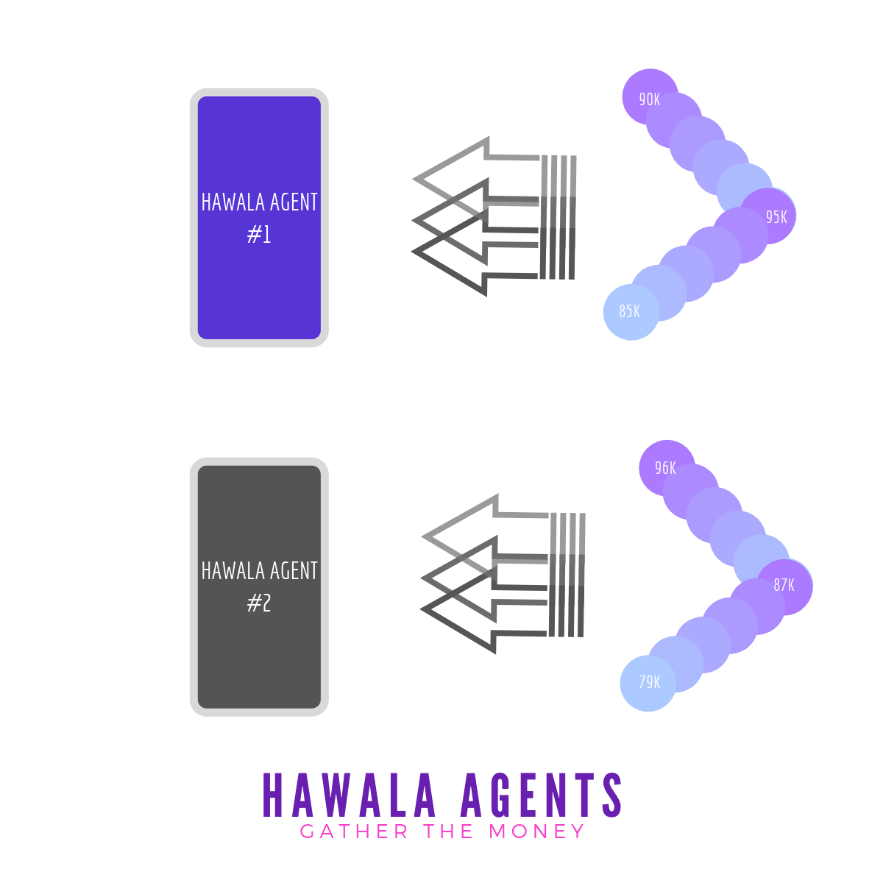 90K
HAWALA AGENT
#1
95K
85K
96K
HAWALA AGENT
#2
87K
79K
HAWALA AGENTS
GATHER THE MONEY